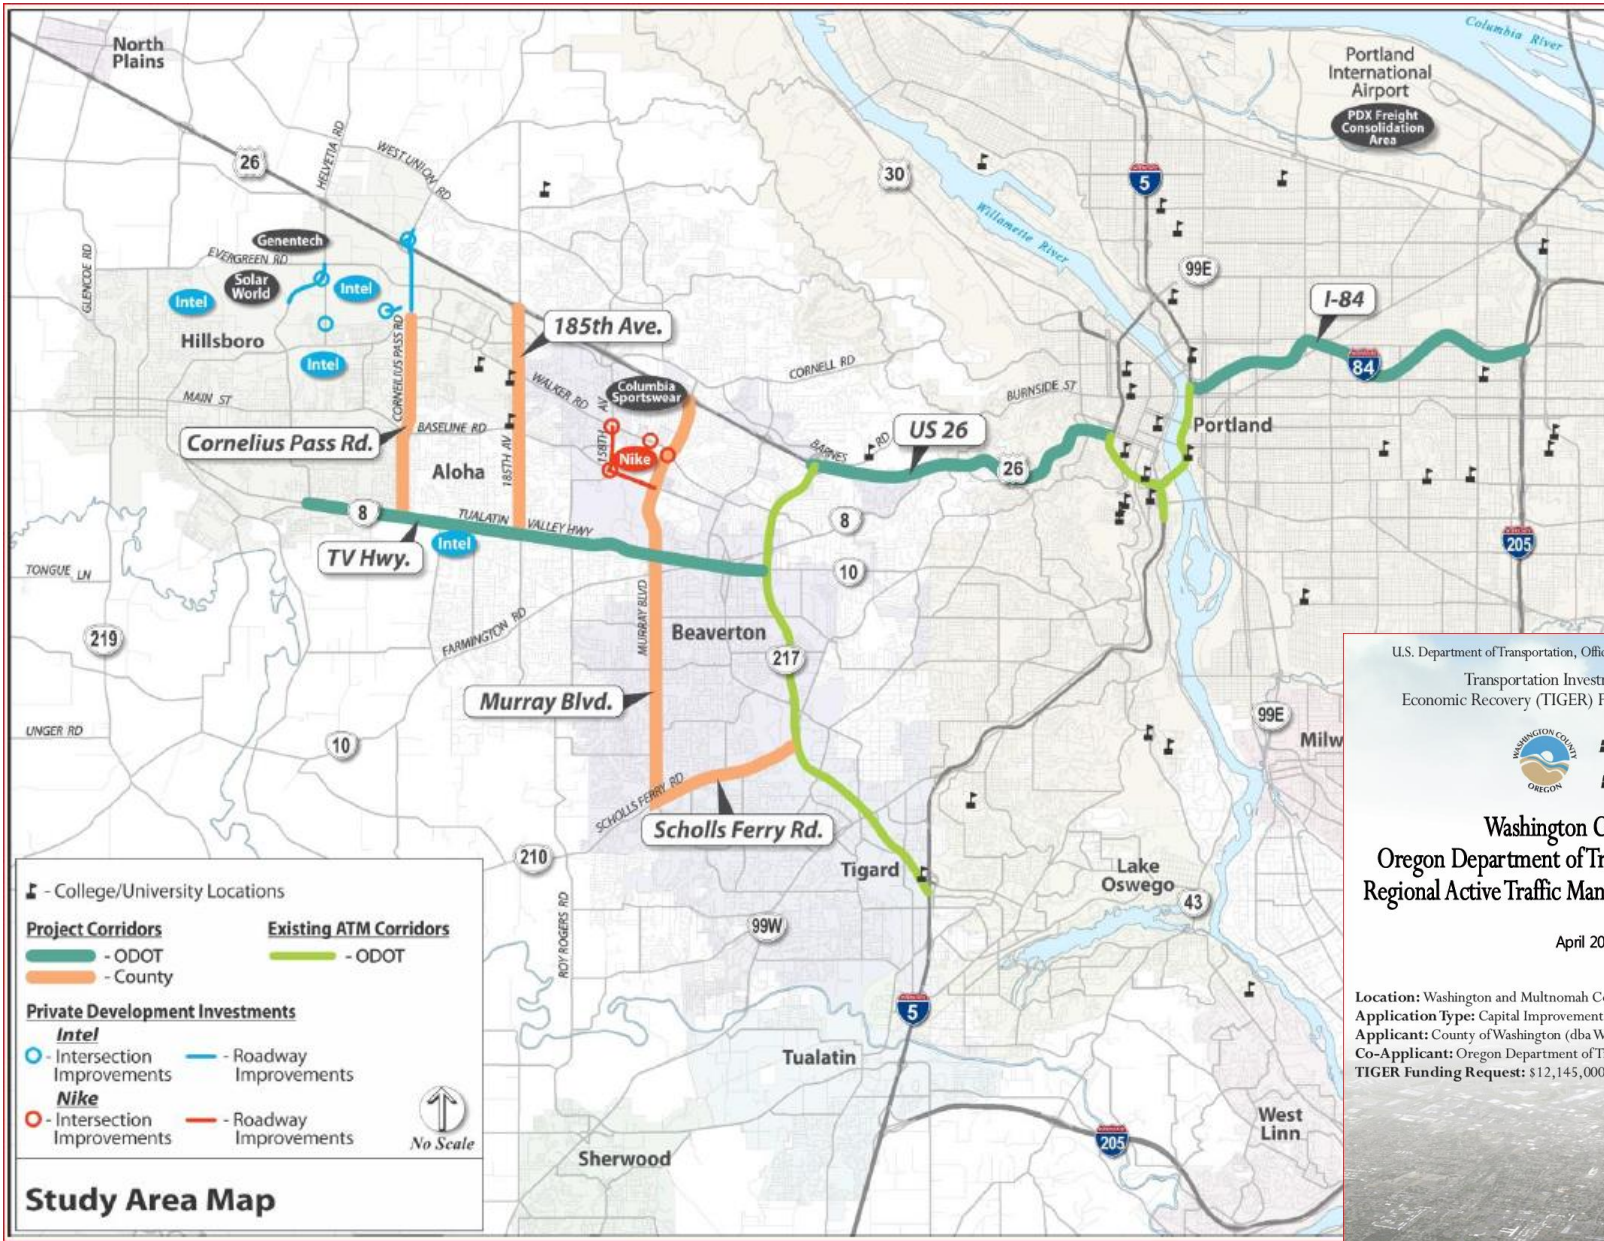 North
Plains
26
HELVETIA RD
WEST UNION RD
30
Columbia River
Portland
International
Airport
PDX Freight
Consolidation
Area
5
Willamette River
99E
GLENCOE RD
Genentech
EVERGREEN RD
Solar
World
Intel
Intel
Hillsboro
Intel
CORNEILIUS PASS RD
185th Ave.
I-84
84
CORNELL RD
WALKER RD
Columbia
Sportswear
BURNSIDE ST
MAIN ST
BASELINE RD
Cornelius Pass Rd.
Aloha
185TH AV
158TH AV
Nike
BARNES RD
US 26
26
Portland
8
TUALATIN VALLEY HWY
Intel
TV Hwy.
8
10
205
TONGUE LN
219
FARMINGTON RD
MURRAY BLVD
Beaverton
217
Murray Blvd.
UNGER RD
10
99E
Milw
SCHOLLS FERRY RD
Scholls Ferry Rd.
210
Tigard
Lake
Oswego
43
99W
ROY ROGERS RD
5
Tualatin
West
Linn
205
Sherwood
- College/University Locations
Project Corridors
- ODOT
- County
Existing ATM Corridors
- ODOT
Private Development Investments
Intel
- Intersection
Improvements
- Roadway
Improvements
Nike
- Intersection
Improvements
- Roadway
Improvements
No Scale
Study Area Map
U.S. Department of Transportation, Offic
Transportation Investm
Economic Recovery (TIGER) F
WASHINGTON COUNTY
OREGON
Washington C
Oregon Department of Tr
Regional Active Traffic Man
April 20
Location: Washington and Multnomah Co
Application Type: Capital Improvement
Applicant: County of Washington (dba W
Co-Applicant: Oregon Department of T
TIGER Funding Request: $12,145,000